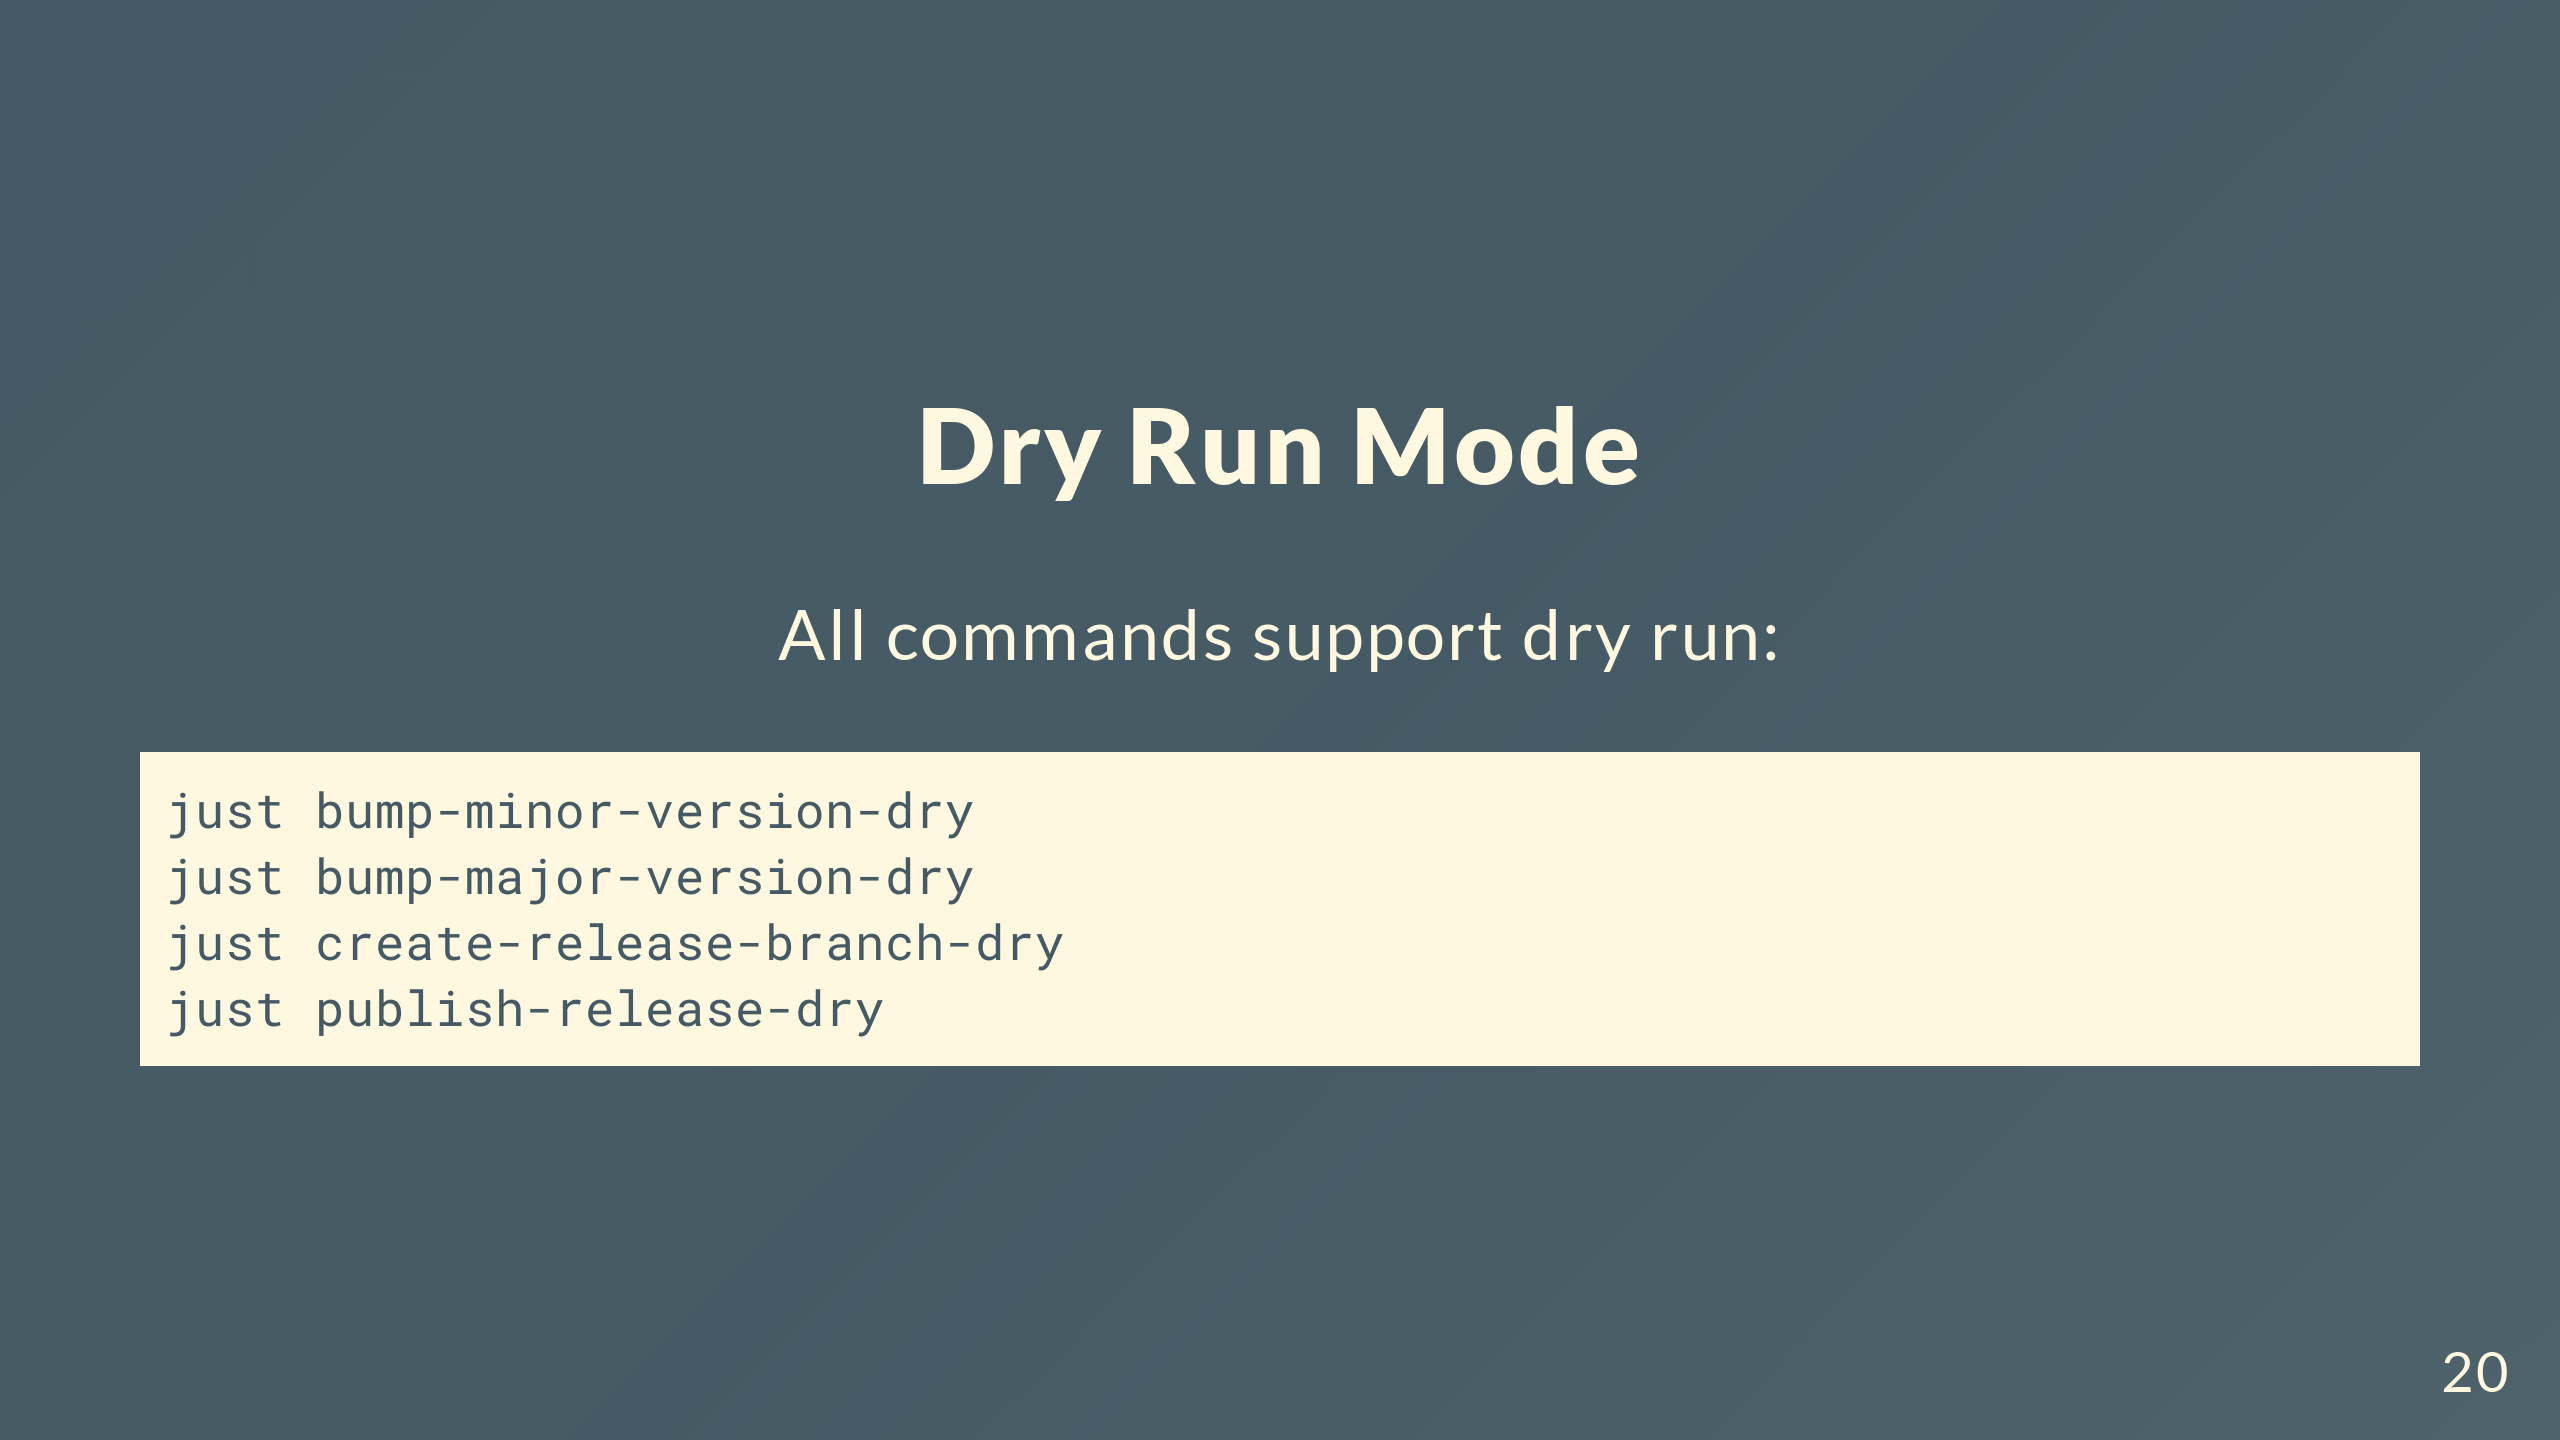 Dry Run Mode
All commands support dry run:
just bump-minor-version-dry
just bump-major-version-dry
just create-release-branch-dry
just publish-release-dry
20